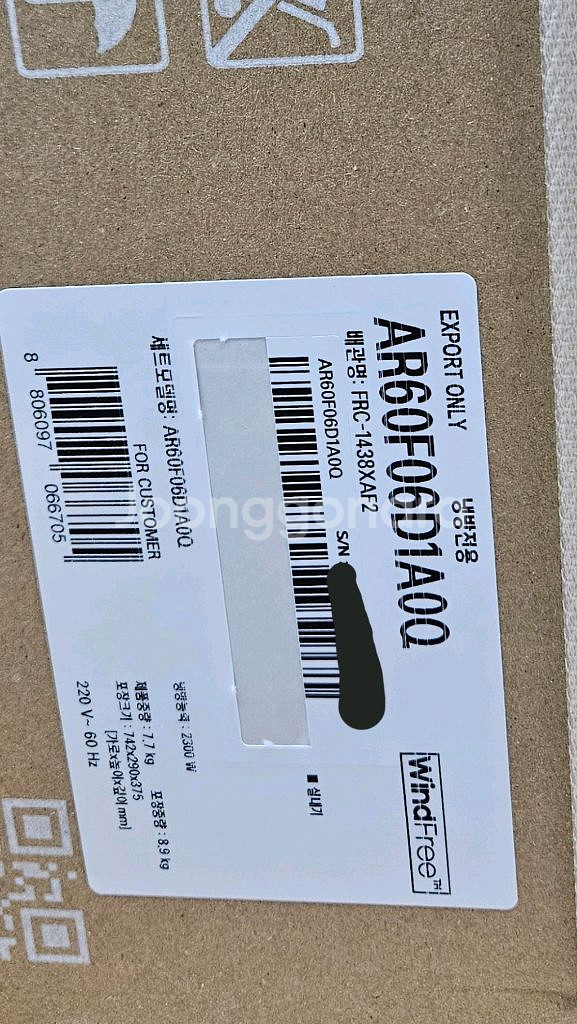 EXPORT ONLY
냉방전용
AR60F06D1A0Q
WindFree™
배관명: FRC-1438XAF2
AR60F06D1A0Q
S/N
■ 실내기
세트모델명: AR60F06D1A0Q
FOR CUSTOMER
8 806097 066705
냉방능력 : 2300 W
제품중량 : 7.7 kg
포장중량 : 8.9 kg
포장크기 : 742x290x375
[가로x높이x깊이 mm]
220 V~ 60 Hz
Joonggonara